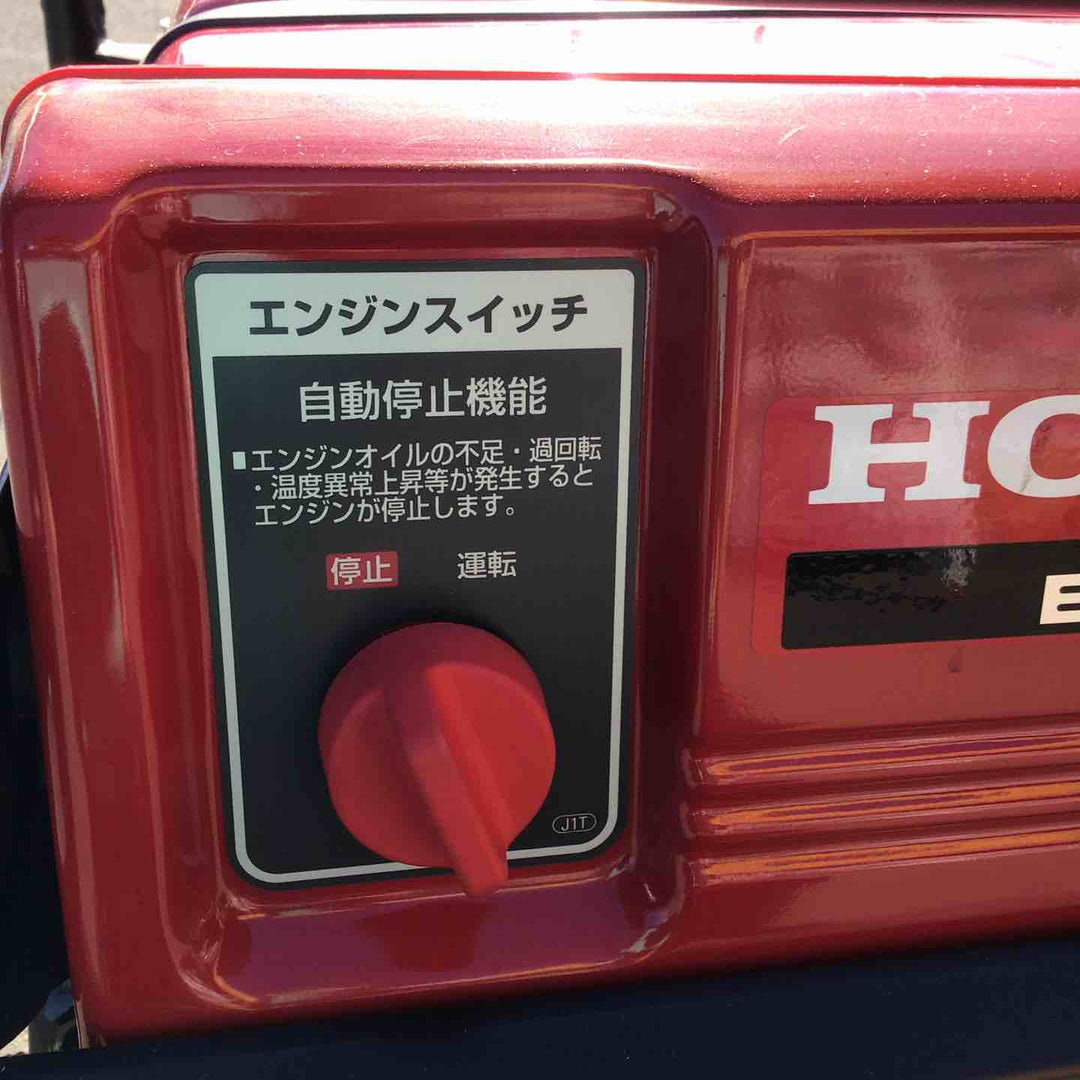 エンジンスイッチ
自動停止機能
■エンジンオイルの不足・過回転
・温度異常上昇等が発生すると
エンジンが停止します。
停止 運転
J1T
HO
E